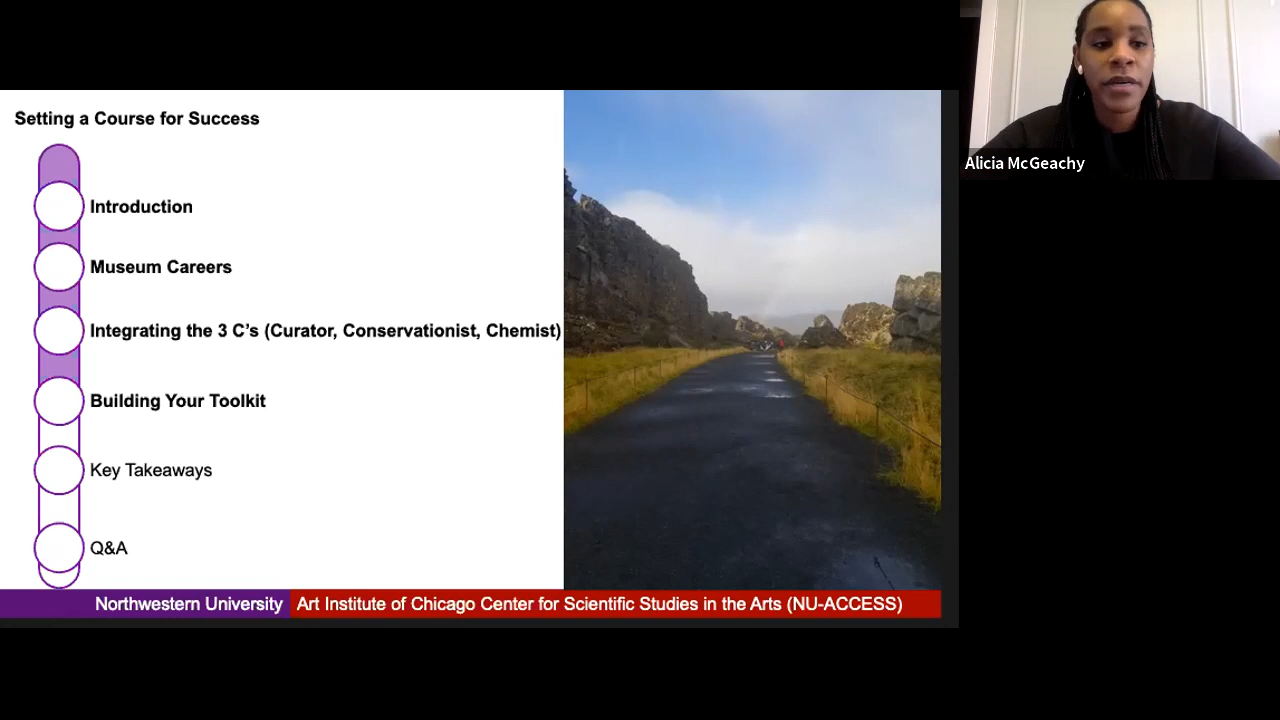 Setting a Course for Success
Introduction
Museum Careers
Integrating the 3 C’s (Curator, Conservationist, Chemist)
Building Your Toolkit
Key Takeaways
Q&A
Northwestern University
Art Institute of Chicago Center for Scientific Studies in the Arts (NU-ACCESS)
Alicia McGeachy